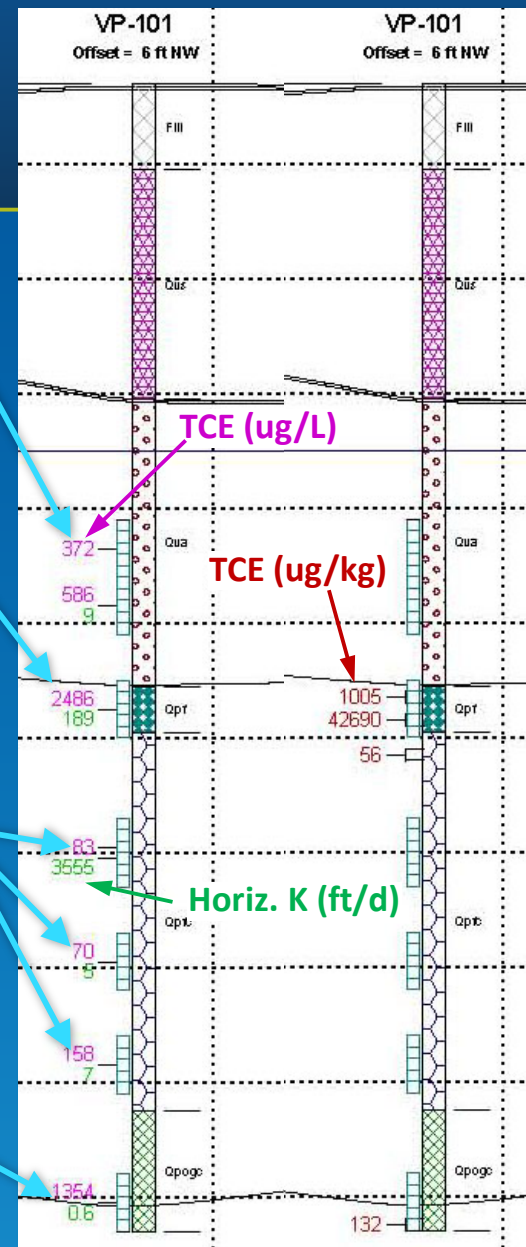 VP-101
Offset = 6 ft NW
Fill
Qus
TCE (ug/L)
372
Qua
586
9
2486
189
Qpf
83
3555
Horiz. K (ft/d)
Qpfc
70
5
158
7
Qpogc
1354
0.6
VP-101
Offset = 6 ft NW
Fill
Qus
Qua
TCE (ug/kg)
1005
42690
Qpf
56
Qpfc
Qpogc
132